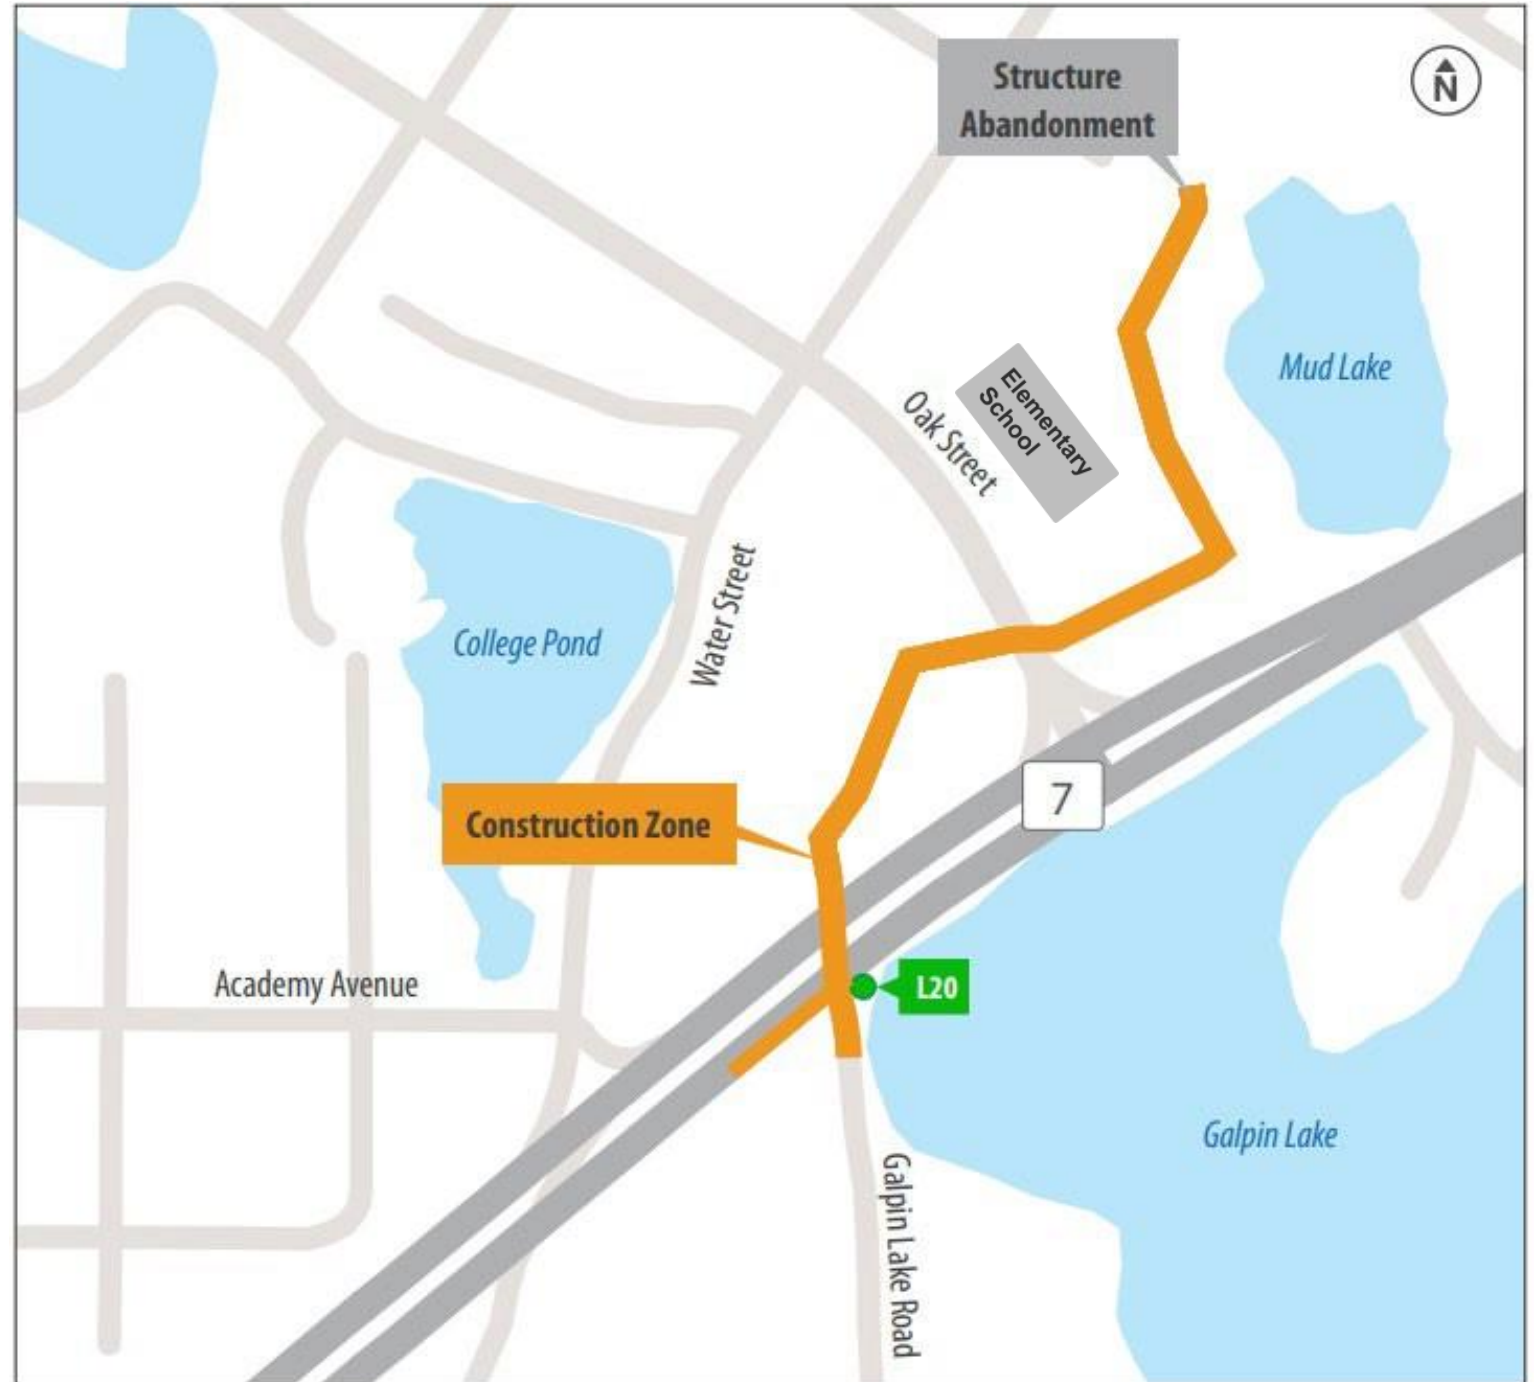 Structure
Abandonment
N
Mud Lake
Elementary
School
Oak Street
Water Street
College Pond
7
Construction Zone
Academy Avenue
L20
Galpin Lake
Galpin Lake Road